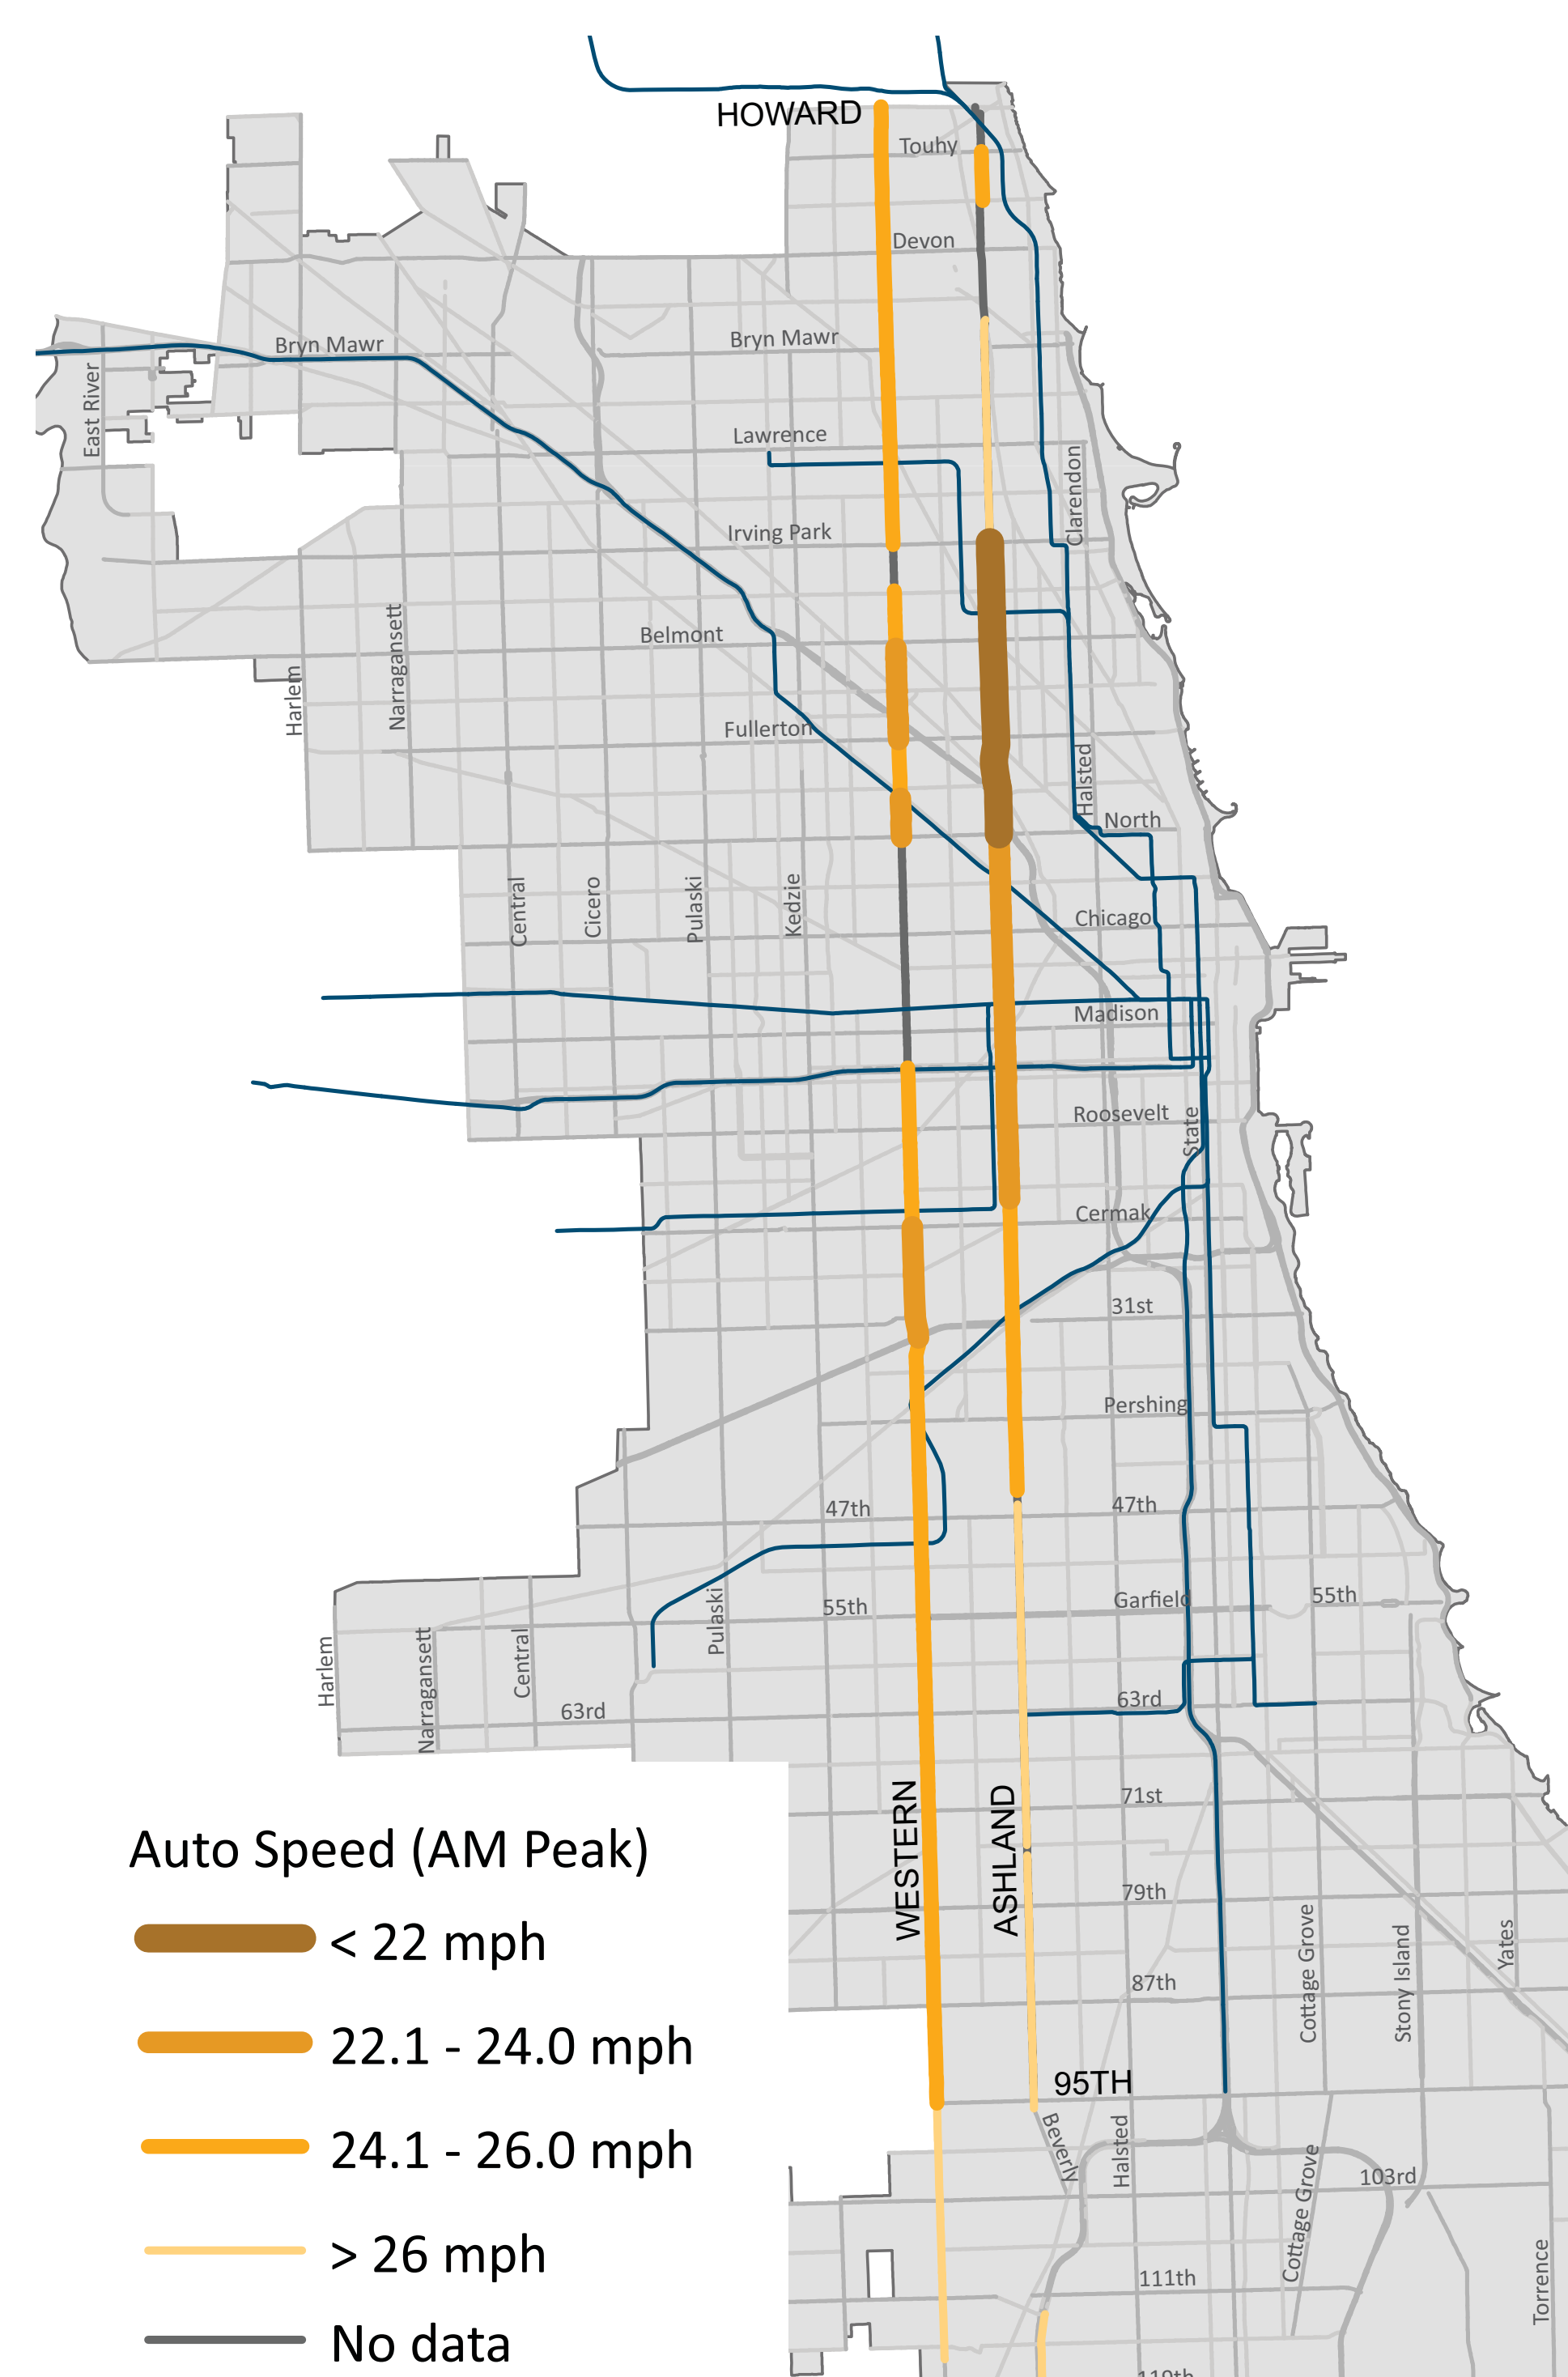 HOWARD
Touhy
Devon
Bryn Mawr
Bryn Mawr
East River
Lawrence
Clarendon
Irving Park
Narragansett
Belmont
Harlem
Fullerton
Halsted
North
Central
Cicero
Pulaski
Kedzie
Chicago
Madison
Roosevelt
State
Cermak
31st
Pershing
47th
47th
Pulaski
55th
Garfield
55th
Harlem
Narragansett
Central
63rd
63rd
WESTERN
ASHLAND
71st
79th
87th
Cottage Grove
Stony Island
Yates
95TH
Beverly
Halsted
Cottage Grove
103rd
111th
Torrence
119th
Auto Speed (AM Peak)
< 22 mph
22.1 - 24.0 mph
24.1 - 26.0 mph
> 26 mph
No data